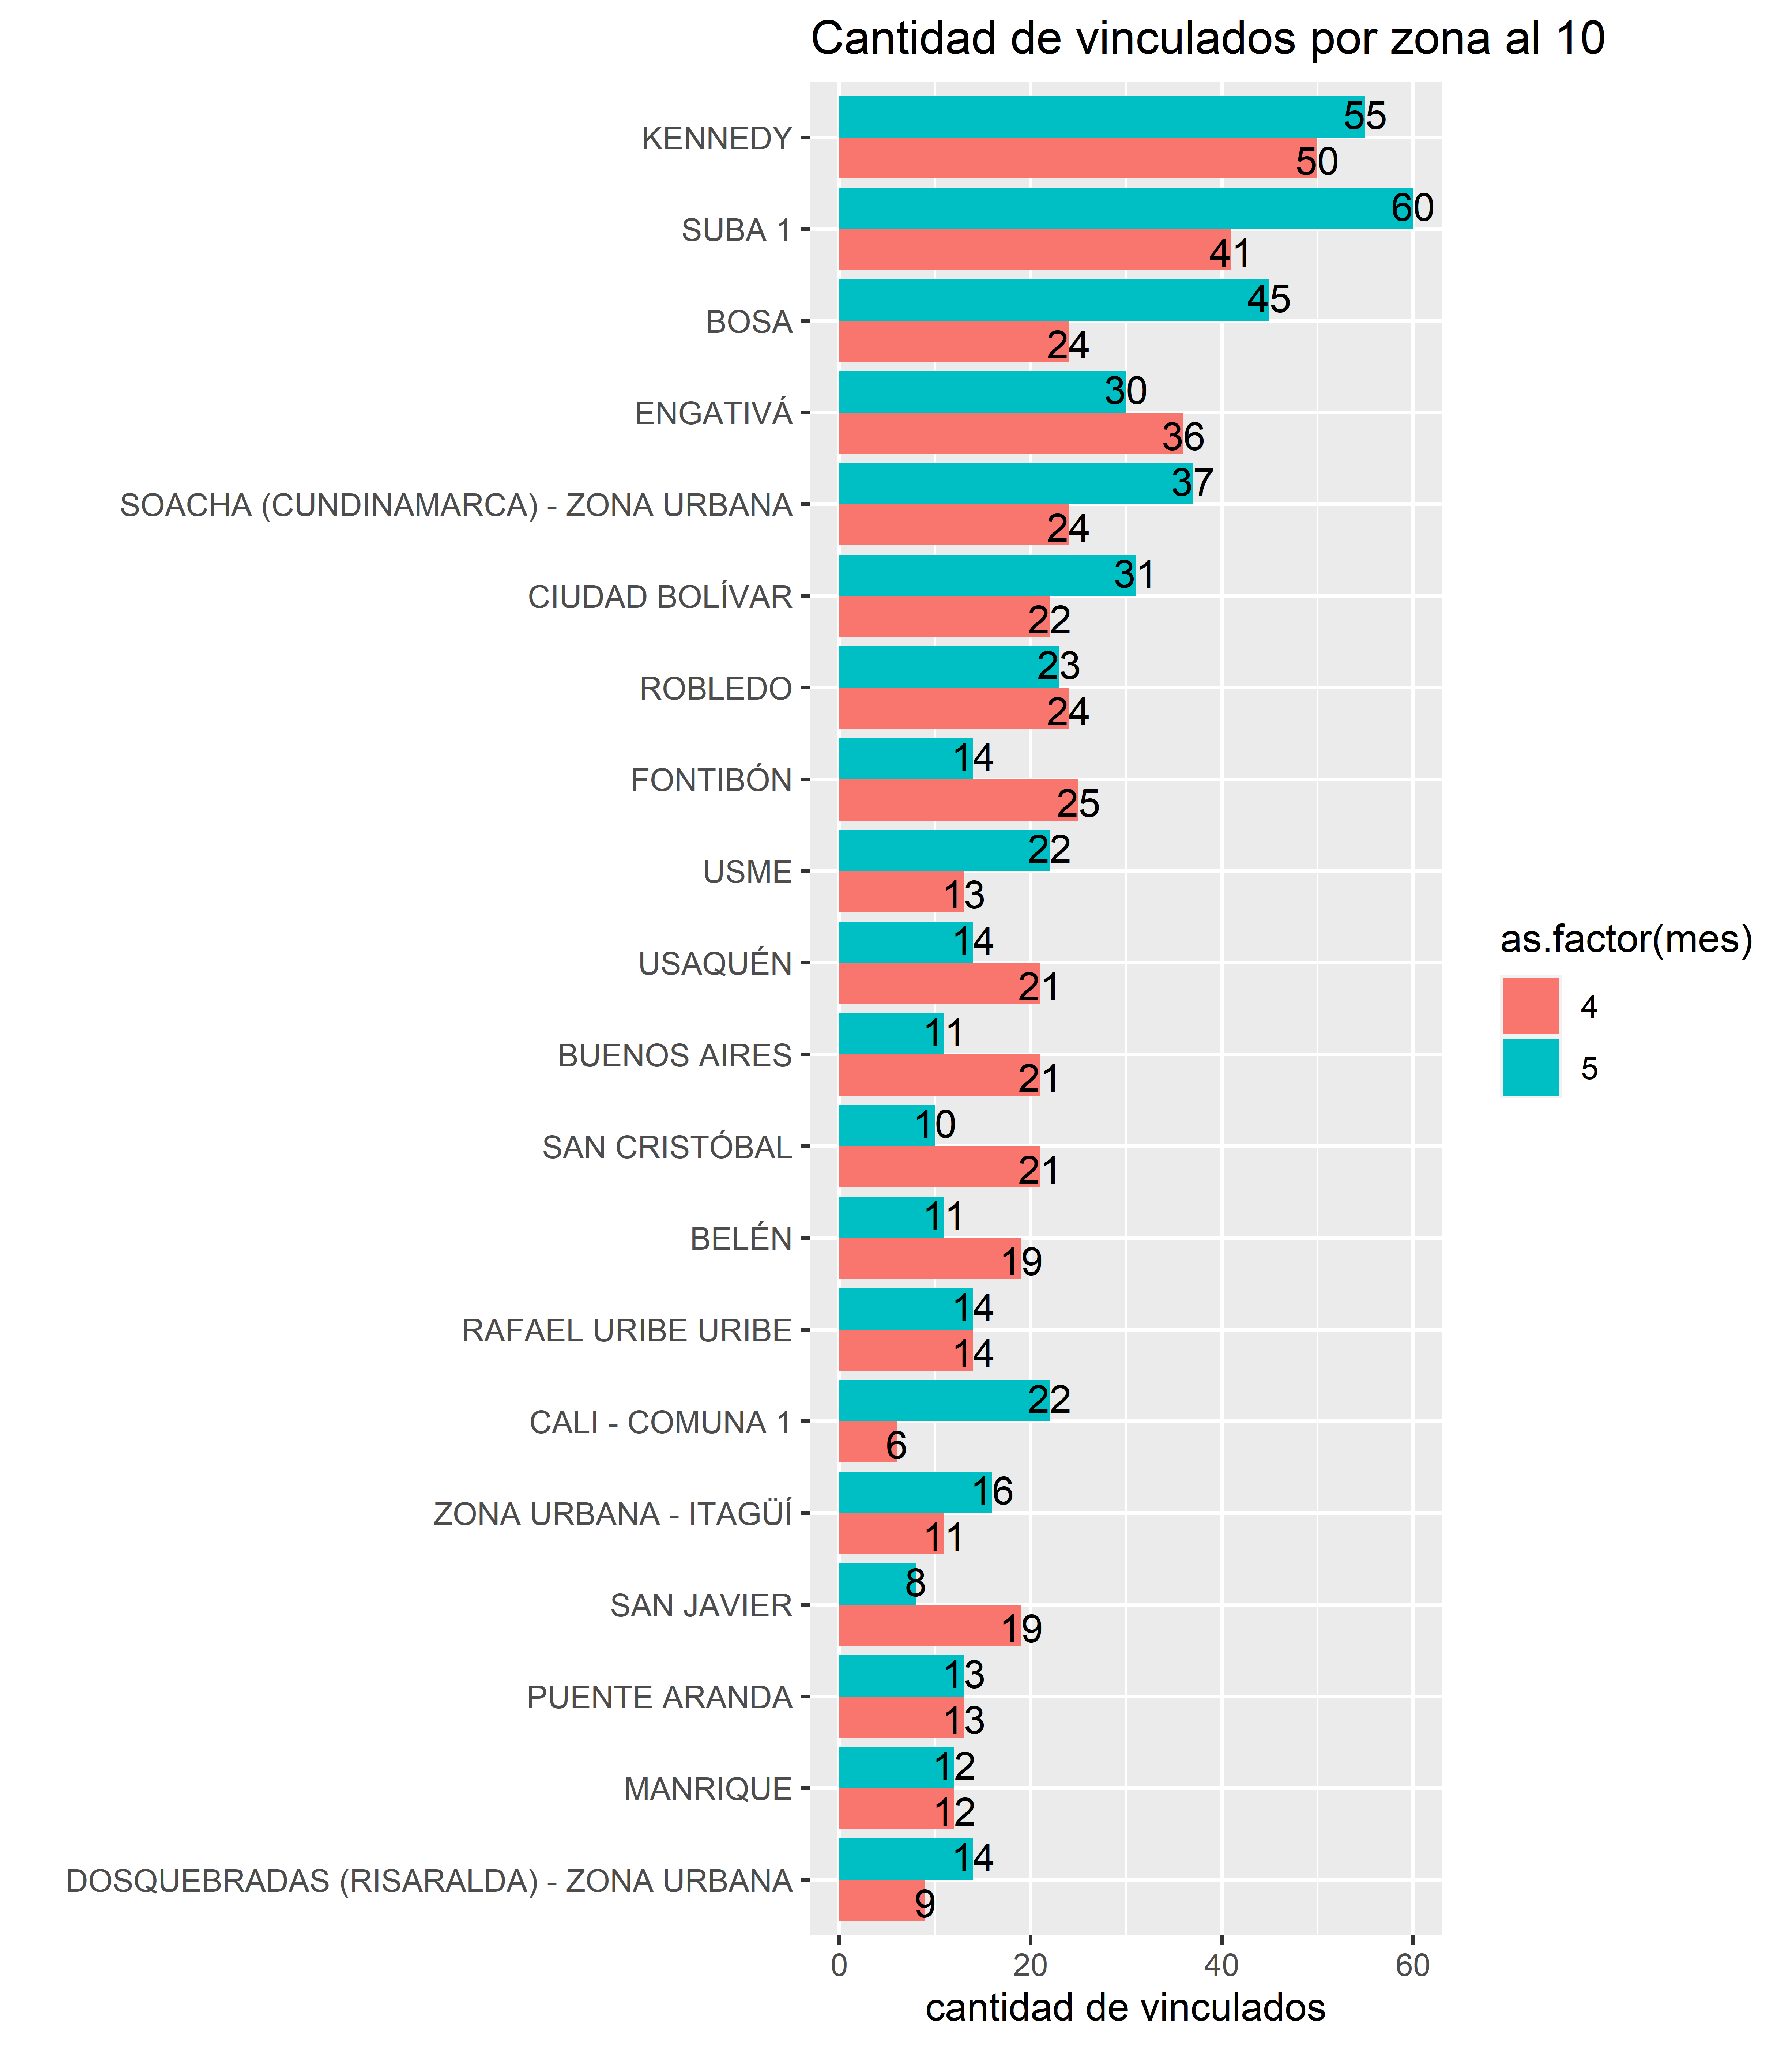 Cantidad de vinculados por zona al 10
KENNEDY
55
50
SUBA 1
60
41
BOSA
45
24
ENGATIVÁ
30
36
SOACHA (CUNDINAMARCA) - ZONA URBANA
37
24
CIUDAD BOLÍVAR
31
22
ROBLEDO
23
24
FONTIBÓN
14
25
USME
22
13
USAQUÉN
14
21
BUENOS AIRES
11
21
SAN CRISTÓBAL
10
21
BELÉN
11
19
RAFAEL URIBE URIBE
14
14
CALI - COMUNA 1
22
6
ZONA URBANA - ITAGÜÍ
16
11
SAN JAVIER
8
19
PUENTE ARANDA
13
13
MANRIQUE
12
12
DOSQUEBRADAS (RISARALDA) - ZONA URBANA
14
9
0 20 40 60
cantidad de vinculados
as.factor(mes)
4
5